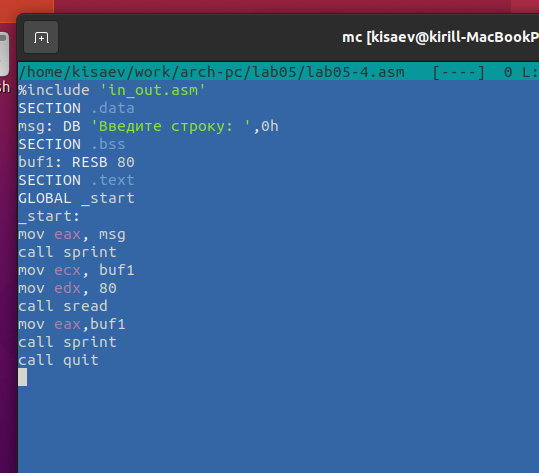 mc [kisaev@kirill-MacBookP
sh
/home/kisaev/work/arch-pc/lab05/lab05-4.asm [----] 0 L:
%include 'in_out.asm'
SECTION .data
msg: DB 'Введите строку: ',0h
SECTION .bss
buf1: RESB 80
SECTION .text
GLOBAL _start
_start:
mov eax, msg
call sprint
mov ecx, buf1
mov edx, 80
call sread
mov eax,buf1
call sprint
call quit